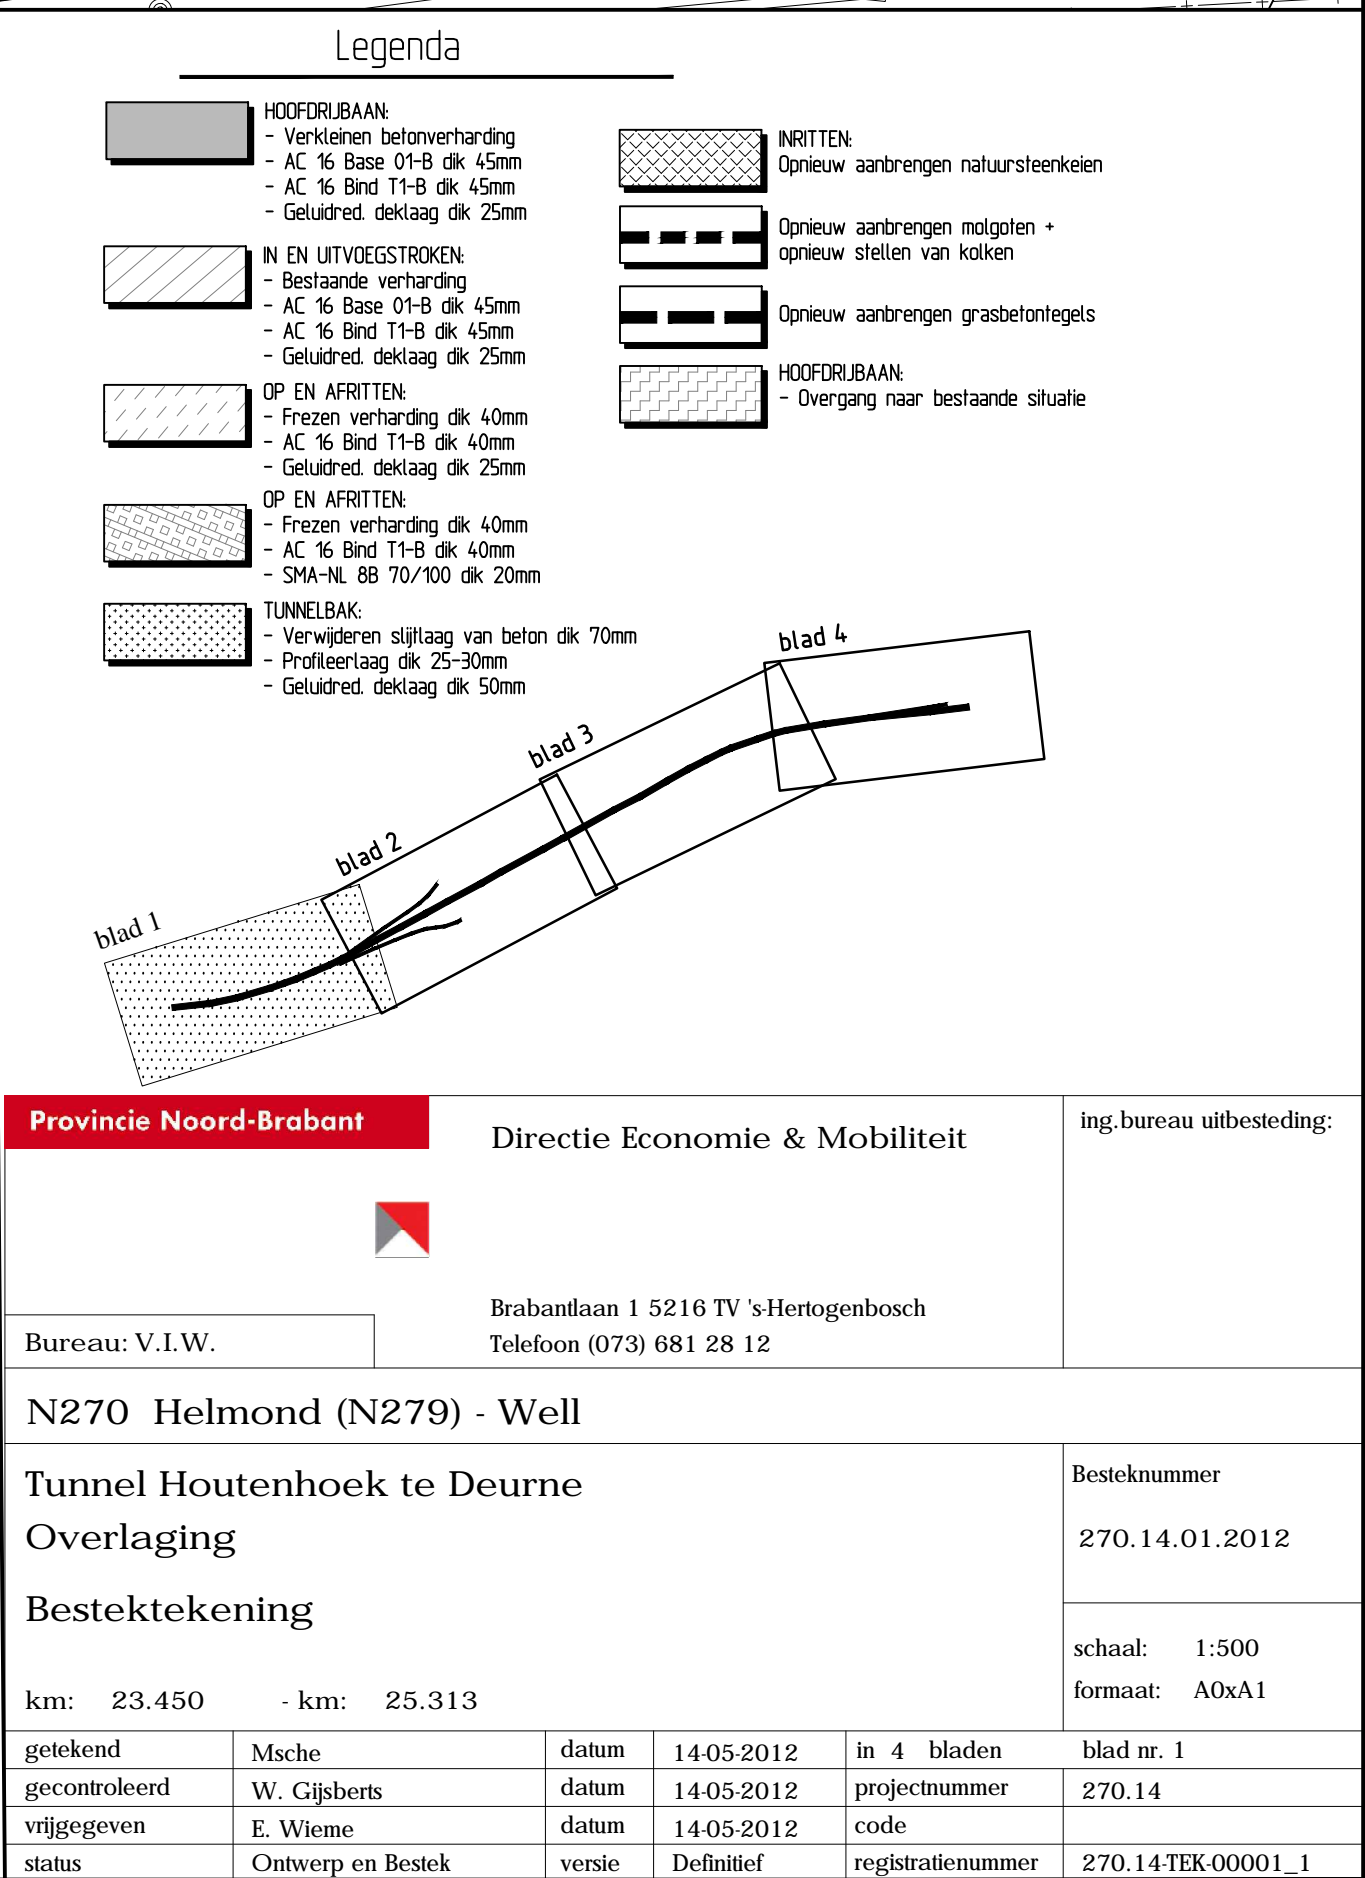 Legenda
HOOFDRIJBAAN:
- Verkleinen betonverharding
- AC 16 Base 01-B dik 45mm
- AC 16 Bind T1-B dik 45mm
- Geluidred. deklaag dik 25mm
IN EN UITVOEGSTROKEN:
- Bestaande verharding
- AC 16 Base 01-B dik 45mm
- AC 16 Bind T1-B dik 45mm
- Geluidred. deklaag dik 25mm
OP EN AFRITTEN:
- Frezen verharding dik 40mm
- AC 16 Bind T1-B dik 40mm
- Geluidred. deklaag dik 25mm
OP EN AFRITTEN:
- Frezen verharding dik 40mm
- AC 16 Bind T1-B dik 40mm
- SMA-NL 8B 70/100 dik 20mm
TUNNELBAK:
- Verwijderen slijtlaag van beton dik 70mm
- Profileerlaag dik 25-30mm
- Geluidred. deklaag dik 50mm
INRITTEN:
Opnieuw aanbrengen natuursteenkeien
Opnieuw aanbrengen molgoten +
opnieuw stellen van kolken
Opnieuw aanbrengen grasbetontegels
HOOFDRIJBAAN:
- Overgang naar bestaande situatie
blad 4
blad 3
blad 2
blad 1
Provincie Noord-Brabant
Directie Economie & Mobiliteit
ing.bureau uitbesteding:
Brabantlaan 1 5216 TV 's-Hertogenbosch
Telefoon (073) 681 28 12
Bureau: V.I.W.
N270 Helmond (N279) - Well
Tunnel Houtenhoek te Deurne
Overlaging
Bestektekening
km: 23.450 - km: 25.313
Besteknummer
270.14.01.2012
schaal: 1:500
formaat: A0xA1
getekend Msche datum 14-05-2012 in 4 bladen blad nr. 1
gecontroleerd W. Gijsberts datum 14-05-2012 projectnummer 270.14
vrijgegeven E. Wieme datum 14-05-2012 code
status Ontwerp en Bestek versie Definitief registratienummer 270.14-TEK-00001_1